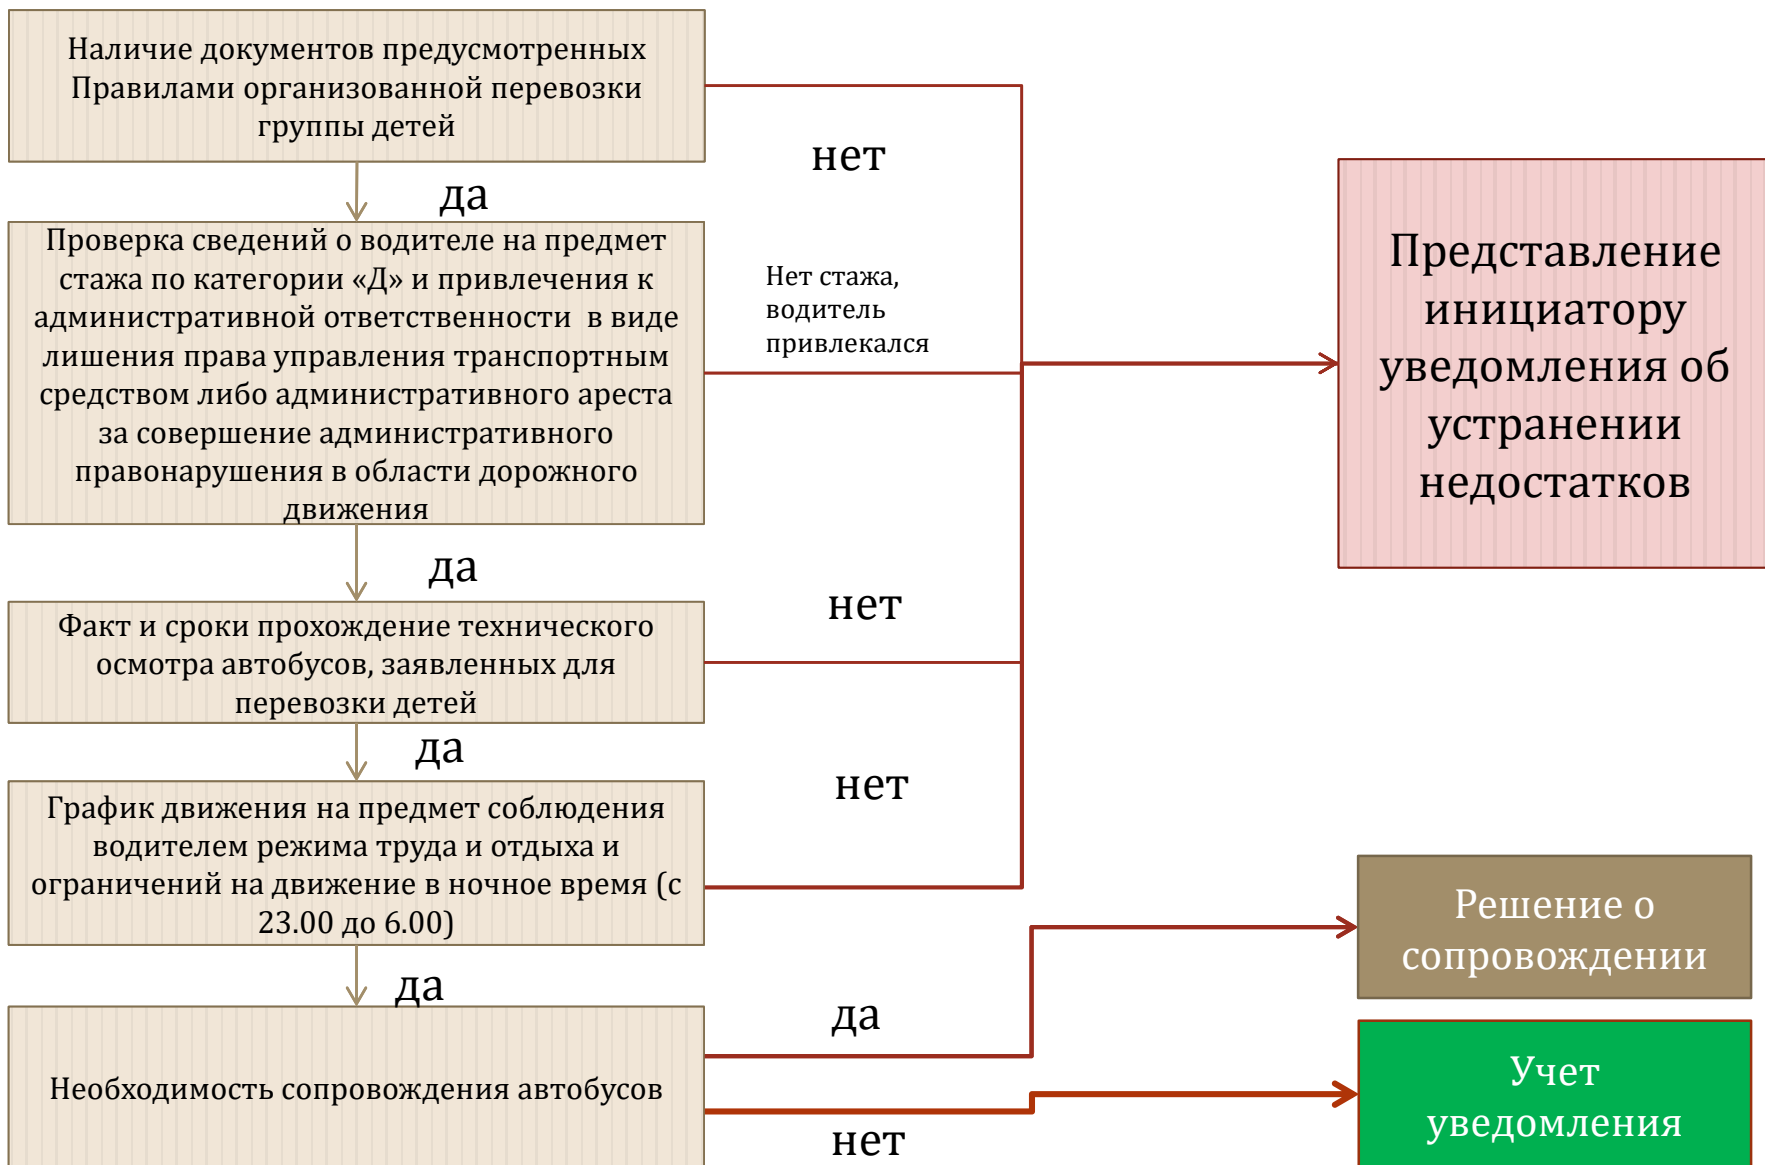 Наличие документов предусмотренных
Правилами организованной перевозки
группы детей
нет
да
Проверка сведений о водителе на предмет
стажа по категории «Д» и привлечения к
административной ответственности в виде
лишения права управления транспортным
средством либо административного ареста
за совершение административного
правонарушения в области дорожного
движения
Нет стажа,
водитель
привлекался
Представление
инициатору
уведомления об
устранении
недостатков
да
нет
Факт и сроки прохождение технического
осмотра автобусов, заявленных для
перевозки детей
да
нет
График движения на предмет соблюдения
водителем режима труда и отдыха и
ограничений на движение в ночное время (с
23.00 до 6.00)
Решение о
сопровождении
да
да
Необходимость сопровождения автобусов
нет
Учет
уведомления